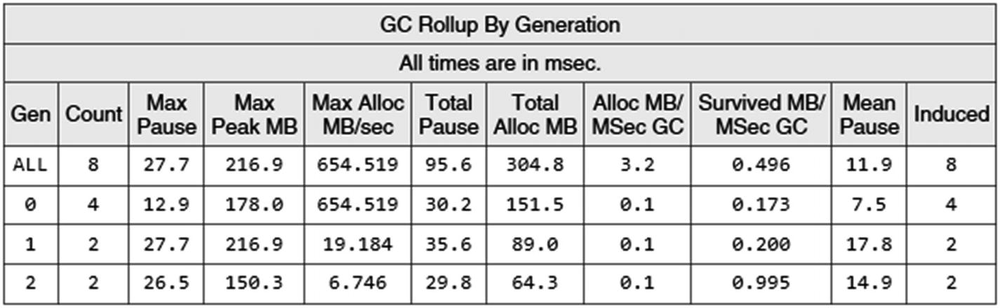 GC Rollup By Generation
All times are in msec.
Gen Count Max Pause Max Peak MB Max Alloc MB/sec Total Pause Total Alloc MB Alloc MB/ MSec GC Survived MB/ MSec GC Mean Pause Induced
ALL 8 27.7 216.9 654.519 95.6 304.8 3.2 0.496 11.9 8
0 4 12.9 178.0 654.519 30.2 151.5 0.1 0.173 7.5 4
1 2 27.7 216.9 19.184 35.6 89.0 0.1 0.200 17.8 2
2 2 26.5 150.3 6.746 29.8 64.3 0.1 0.995 14.9 2